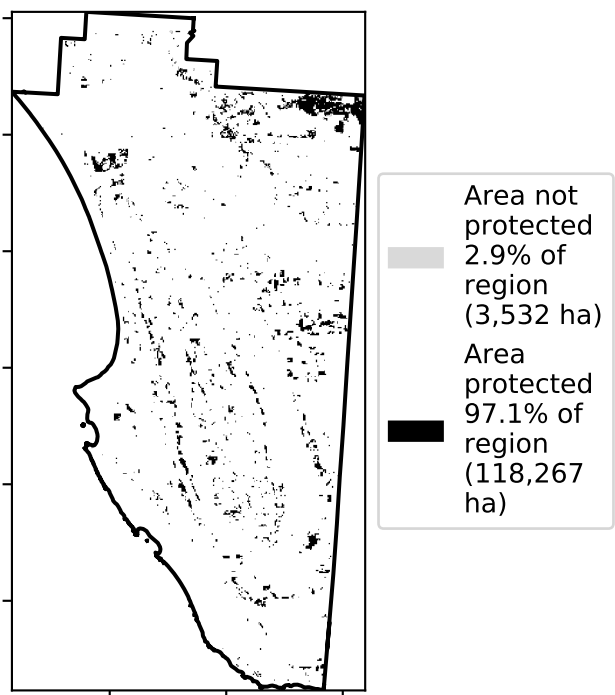 Area not
protected
2.9% of
region
(3,532 ha)
Area
protected
97.1% of
region
(118,267
ha)